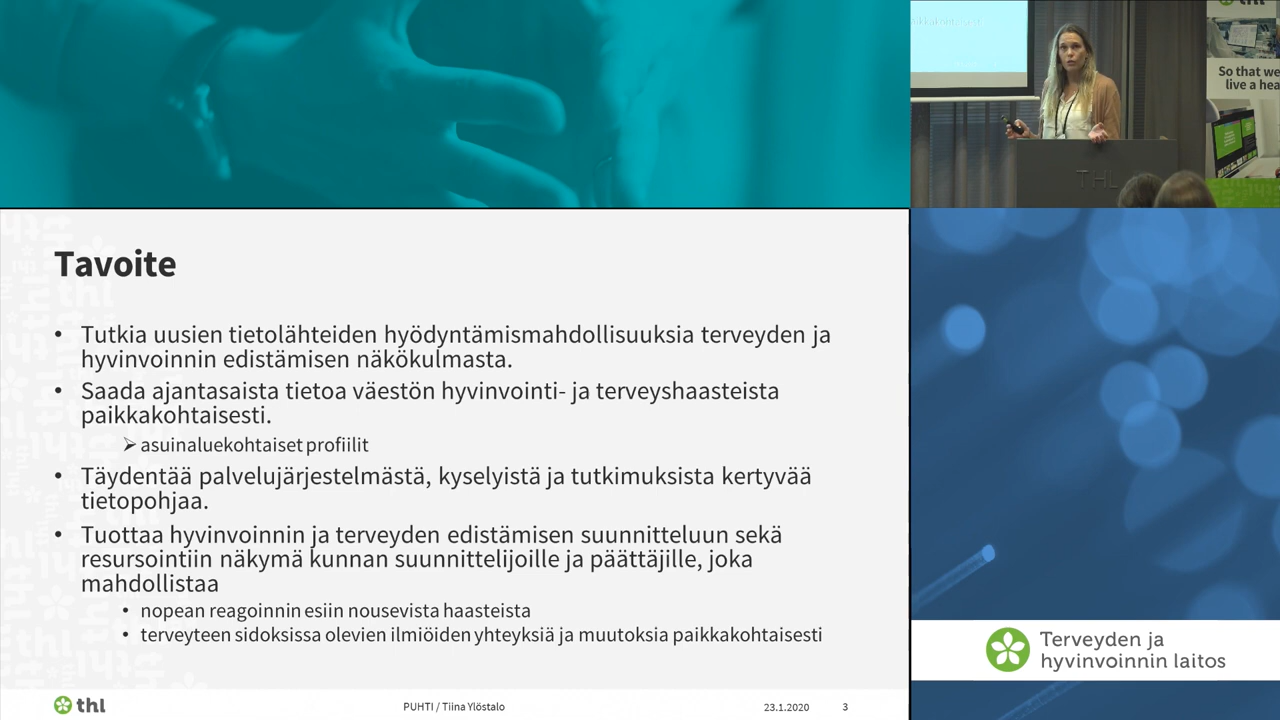 So that we
live a hea
THL
Tavoite
• Tutkia uusien tietolähteiden hyödyntämismahdollisuuksia terveyden ja
hyvinvoinnin edistämisen näkökulmasta.
• Saada ajantasaista tietoa väestön hyvinvointi- ja terveyshaasteista
paikkakohtaisesti.
➢ asuinaluekohtaiset profiilit
• Täydentää palvelujärjestelmästä, kyselyistä ja tutkimuksista kertyvää
tietopohjaa.
• Tuottaa hyvinvoinnin ja terveyden edistämisen suunnitteluun sekä
resursointiin näkymä kunnan suunnittelijoille ja päättäjille, joka
mahdollistaa
• nopean reagoinnin esiin nousevista haasteista
• terveyteen sidoksissa olevien ilmiöiden yhteyksiä ja muutoksia paikkakohtaisesti
thl
PUHTI / Tiina Ylöstalo
23.1.2020
3
Terveyden ja
hyvinvoinnin laitos